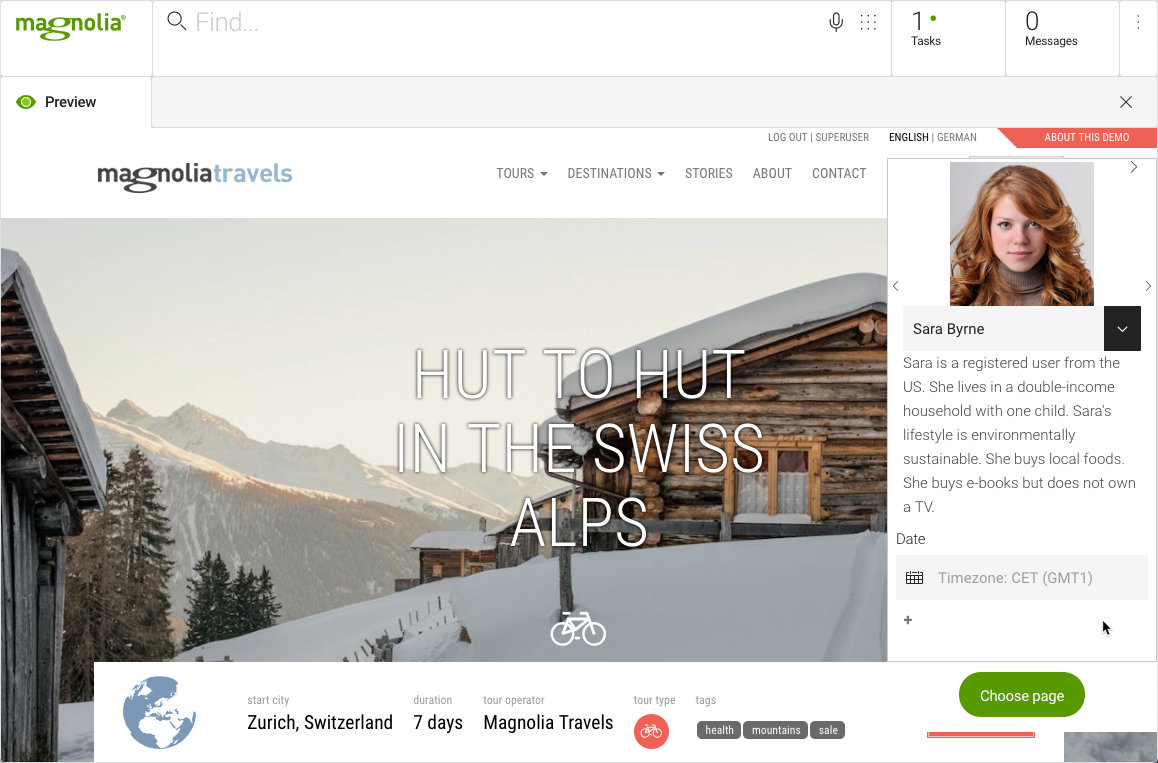 magnolia®
Find...
1
Tasks
0
Messages
Preview
LOG OUT | SUPERUSER
ENGLISH | GERMAN
ABOUT THIS DEMO
magnoliatravels
TOURS
DESTINATIONS
STORIES
ABOUT
CONTACT
HUT TO HUT
IN THE SWISS
ALPS
Sara Byrne
Sara is a registered user from the
US. She lives in a double-income
household with one child. Sara's
lifestyle is environmentally
sustainable. She buys local foods.
She buys e-books but does not own
a TV.
Date
Timezone: CET (GMT1)
+
start city
Zurich, Switzerland
duration
7 days
tour operator
Magnolia Travels
tour type
tags
health
mountains
sale
Choose page